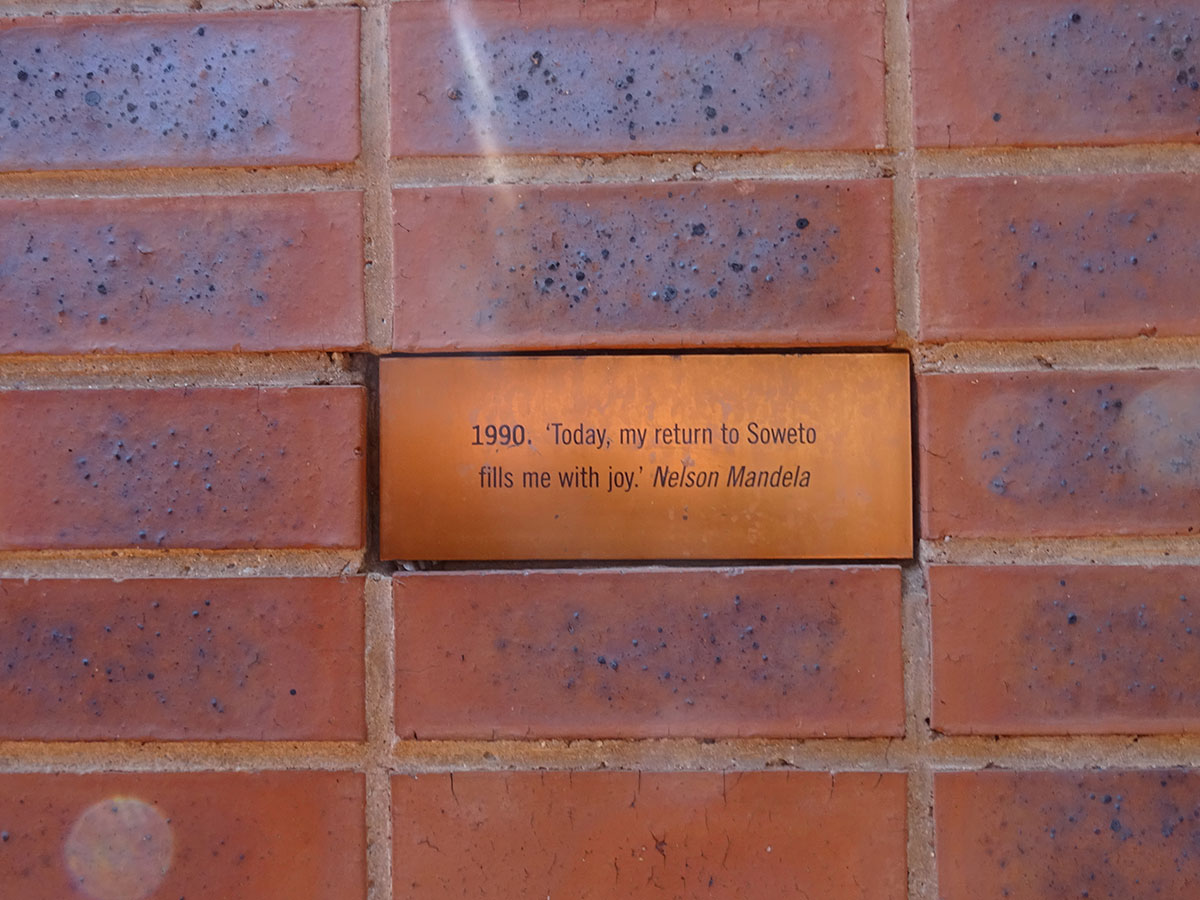 1990. ‘Today, my return to Soweto
fills me with joy.’ Nelson Mandela